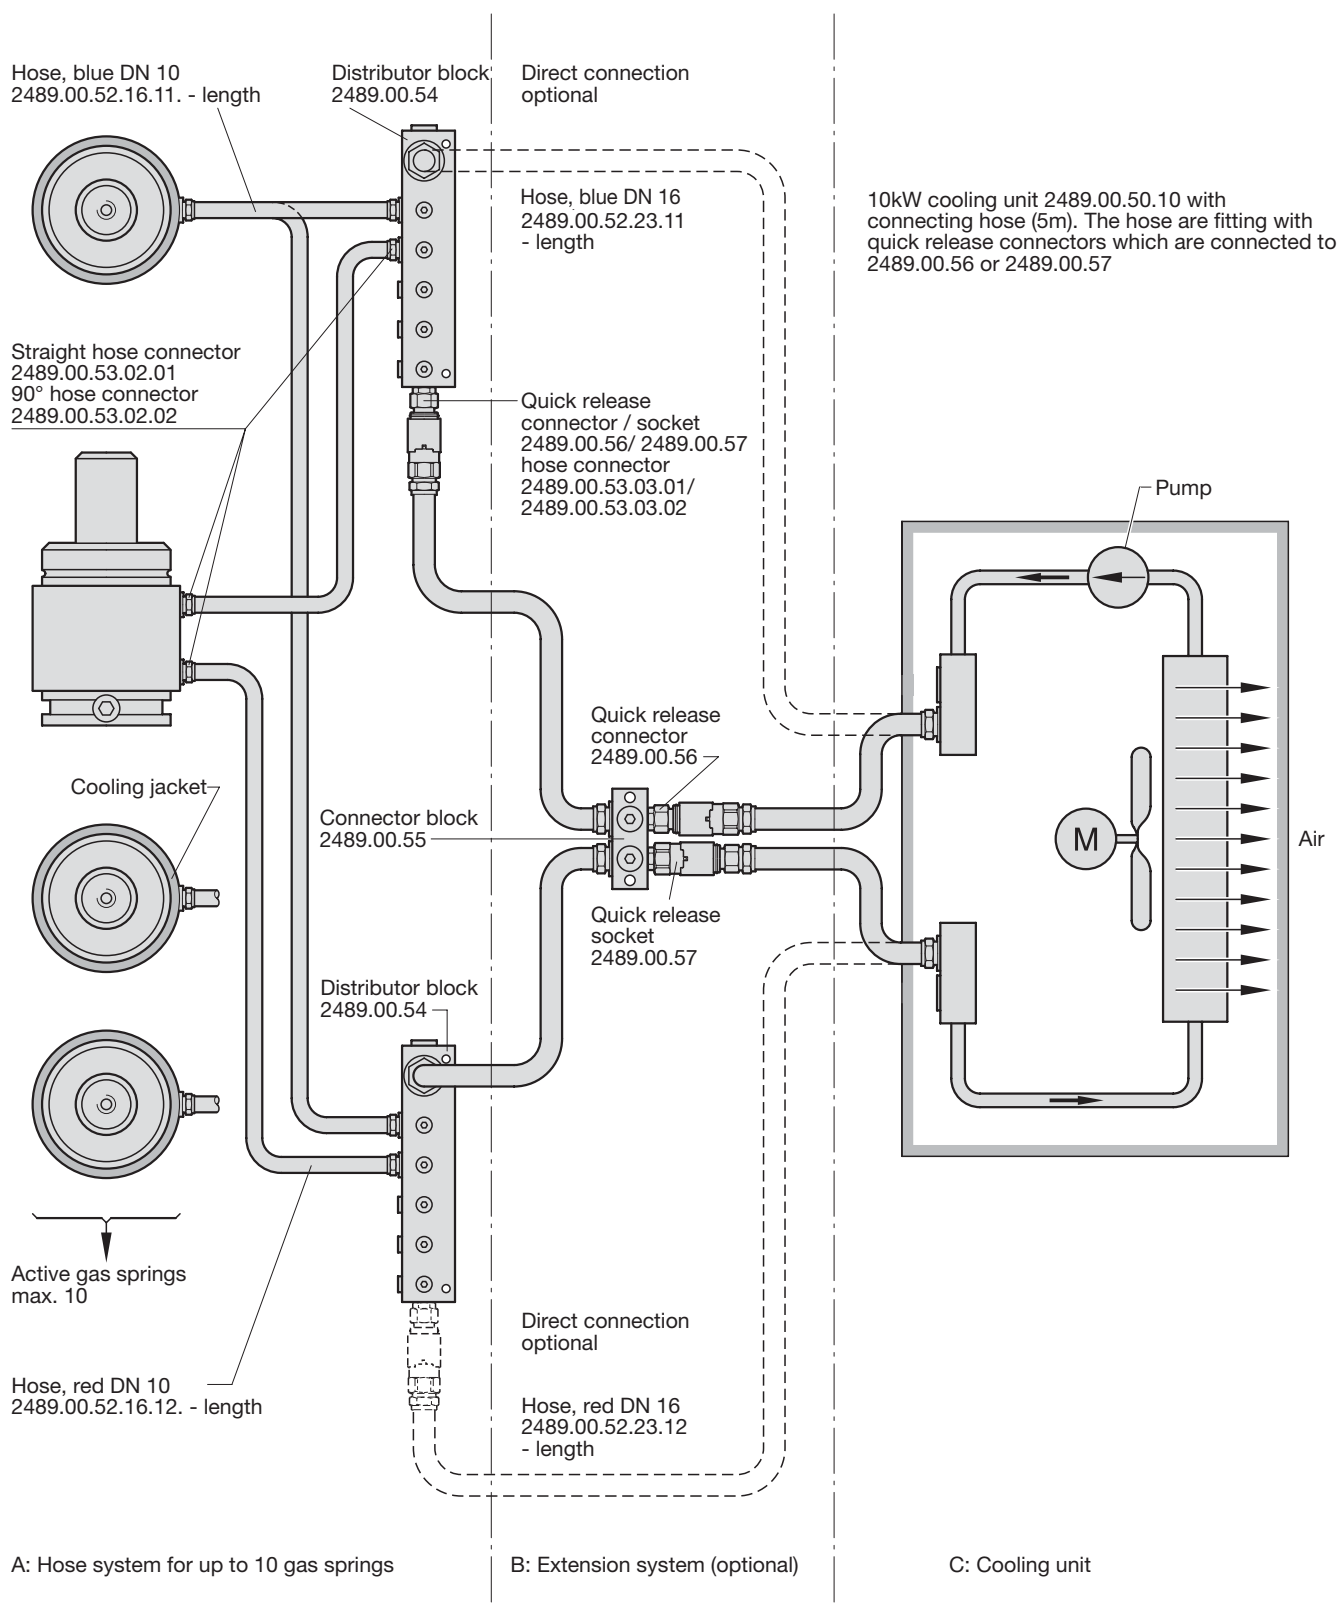 Hose, blue DN 10
2489.00.52.16.11. - length
Distributor block
2489.00.54
Direct connection
optional
Hose, blue DN 16
2489.00.52.23.11
- length
10kW cooling unit 2489.00.50.10 with
connecting hose (5m). The hose are fitting with
quick release connectors which are connected to
2489.00.56 or 2489.00.57
Straight hose connector
2489.00.53.02.01
90° hose connector
2489.00.53.02.02
Quick release
connector / socket
2489.00.56/ 2489.00.57
hose connector
2489.00.53.03.01/
2489.00.53.03.02
Pump
Quick release
connector
2489.00.56
Cooling jacket
Connector block
2489.00.55
M
Air
Quick release
socket
2489.00.57
Distributor block
2489.00.54
Active gas springs
max. 10
Direct connection
optional
Hose, red DN 10
2489.00.52.16.12. - length
Hose, red DN 16
2489.00.52.23.12
- length
A: Hose system for up to 10 gas springs
B: Extension system (optional)
C: Cooling unit